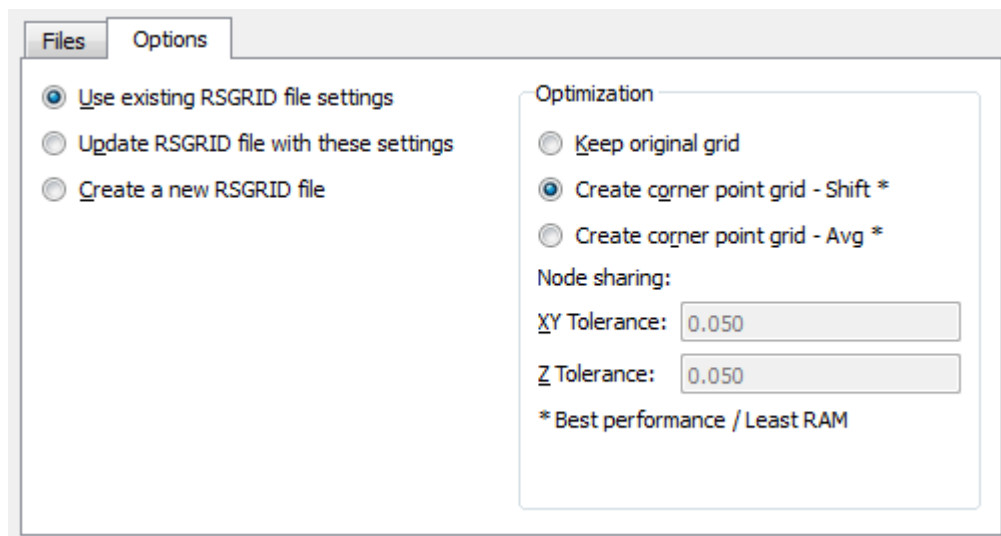 Files
Options
Use existing RSGRID file settings
Update RSGRID file with these settings
Create a new RSGRID file
Optimization
Keep original grid
Create corner point grid - Shift *
Create corner point grid - Avg *
Node sharing:
XY Tolerance: 0.050
Z Tolerance: 0.050
* Best performance / Least RAM